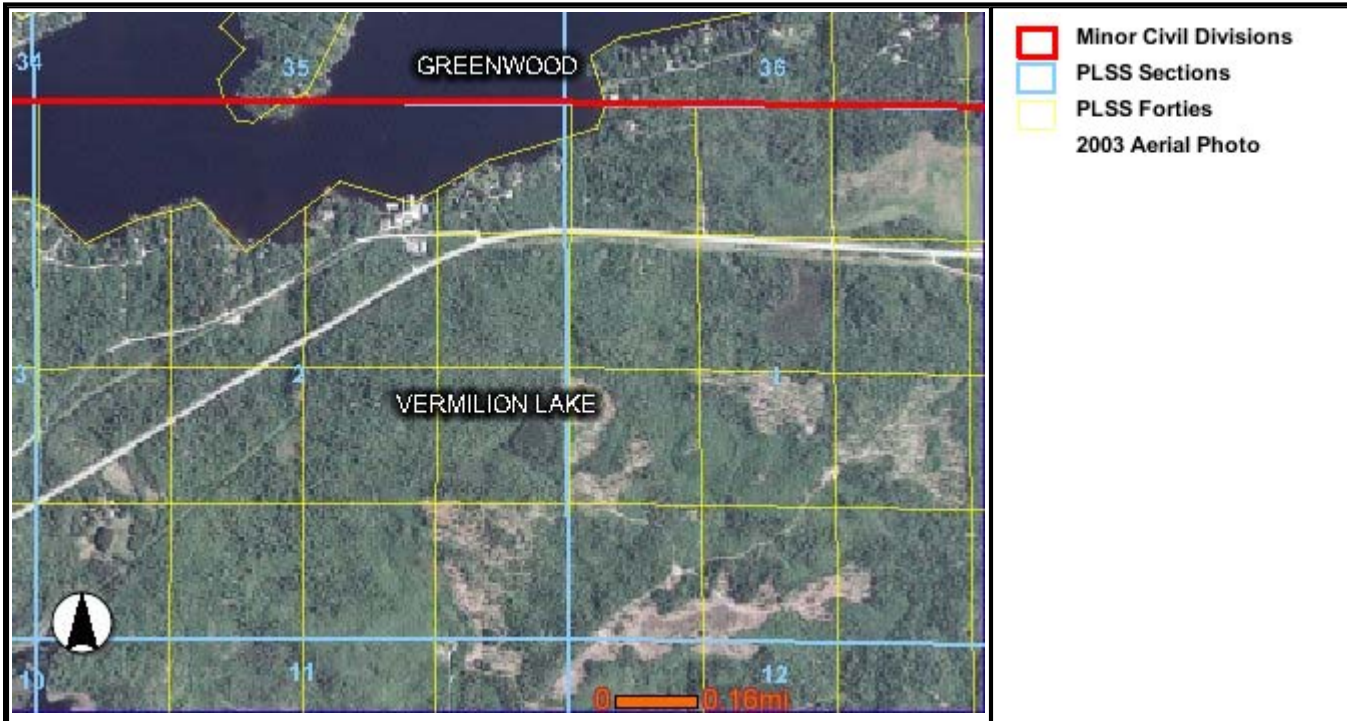 34
35
GREENWOOD
36
3
2
1
VERMILION LAKE
10
11
12
0 0.16mi
Minor Civil Divisions
PLSS Sections
PLSS Forties
2003 Aerial Photo